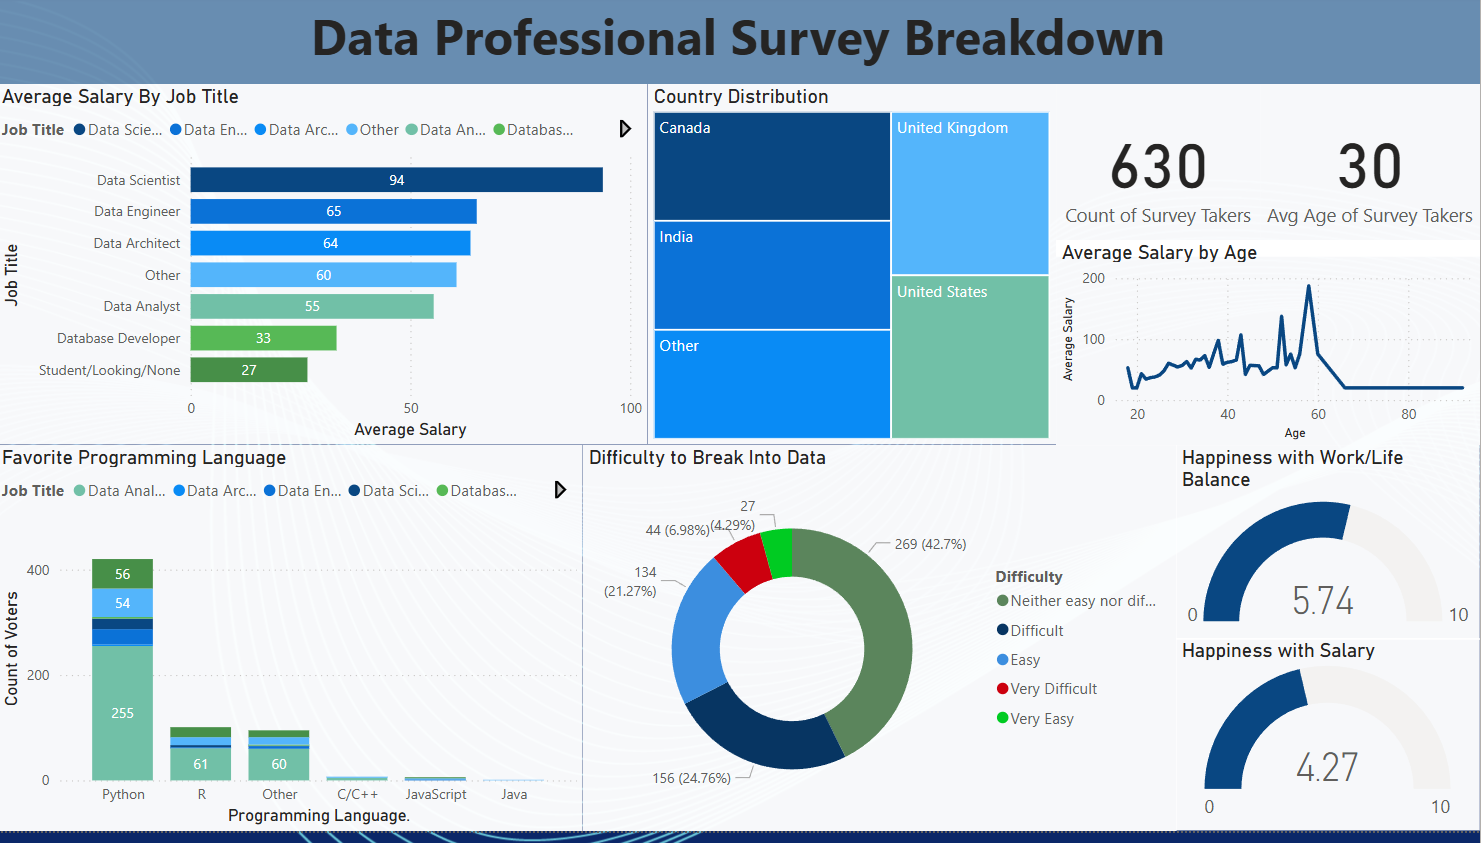 Data Professional Survey Breakdown
Average Salary By Job Title
Job Title Data Scie... Data En... Data Arc... Other Data An... Databas...
Job Title
Data Scientist 94
Data Engineer 65
Data Architect 64
Other 60
Data Analyst 55
Database Developer 33
Student/Looking/None 27
0 50 100
Average Salary
Country Distribution
Canada
India
Other
United Kingdom
United States
630
Count of Survey Takers
30
Avg Age of Survey Takers
Average Salary by Age
Average Salary
200
100
0
20 40 60 80
Age
Favorite Programming Language
Job Title Data Anal... Data Arc... Data En... Data Sci... Databas...
Count of Voters
400
200
0
56
54
255
61
60
Python R Other C/C++ JavaScript Java
Programming Language.
Difficulty to Break Into Data
27
(4.29%)
44 (6.98%)
134
(21.27%)
156 (24.76%)
269 (42.7%)
Difficulty
Neither easy nor dif...
Difficult
Easy
Very Difficult
Very Easy
Happiness with Work/Life
Balance
5.74
0 10
Happiness with Salary
4.27
0 10